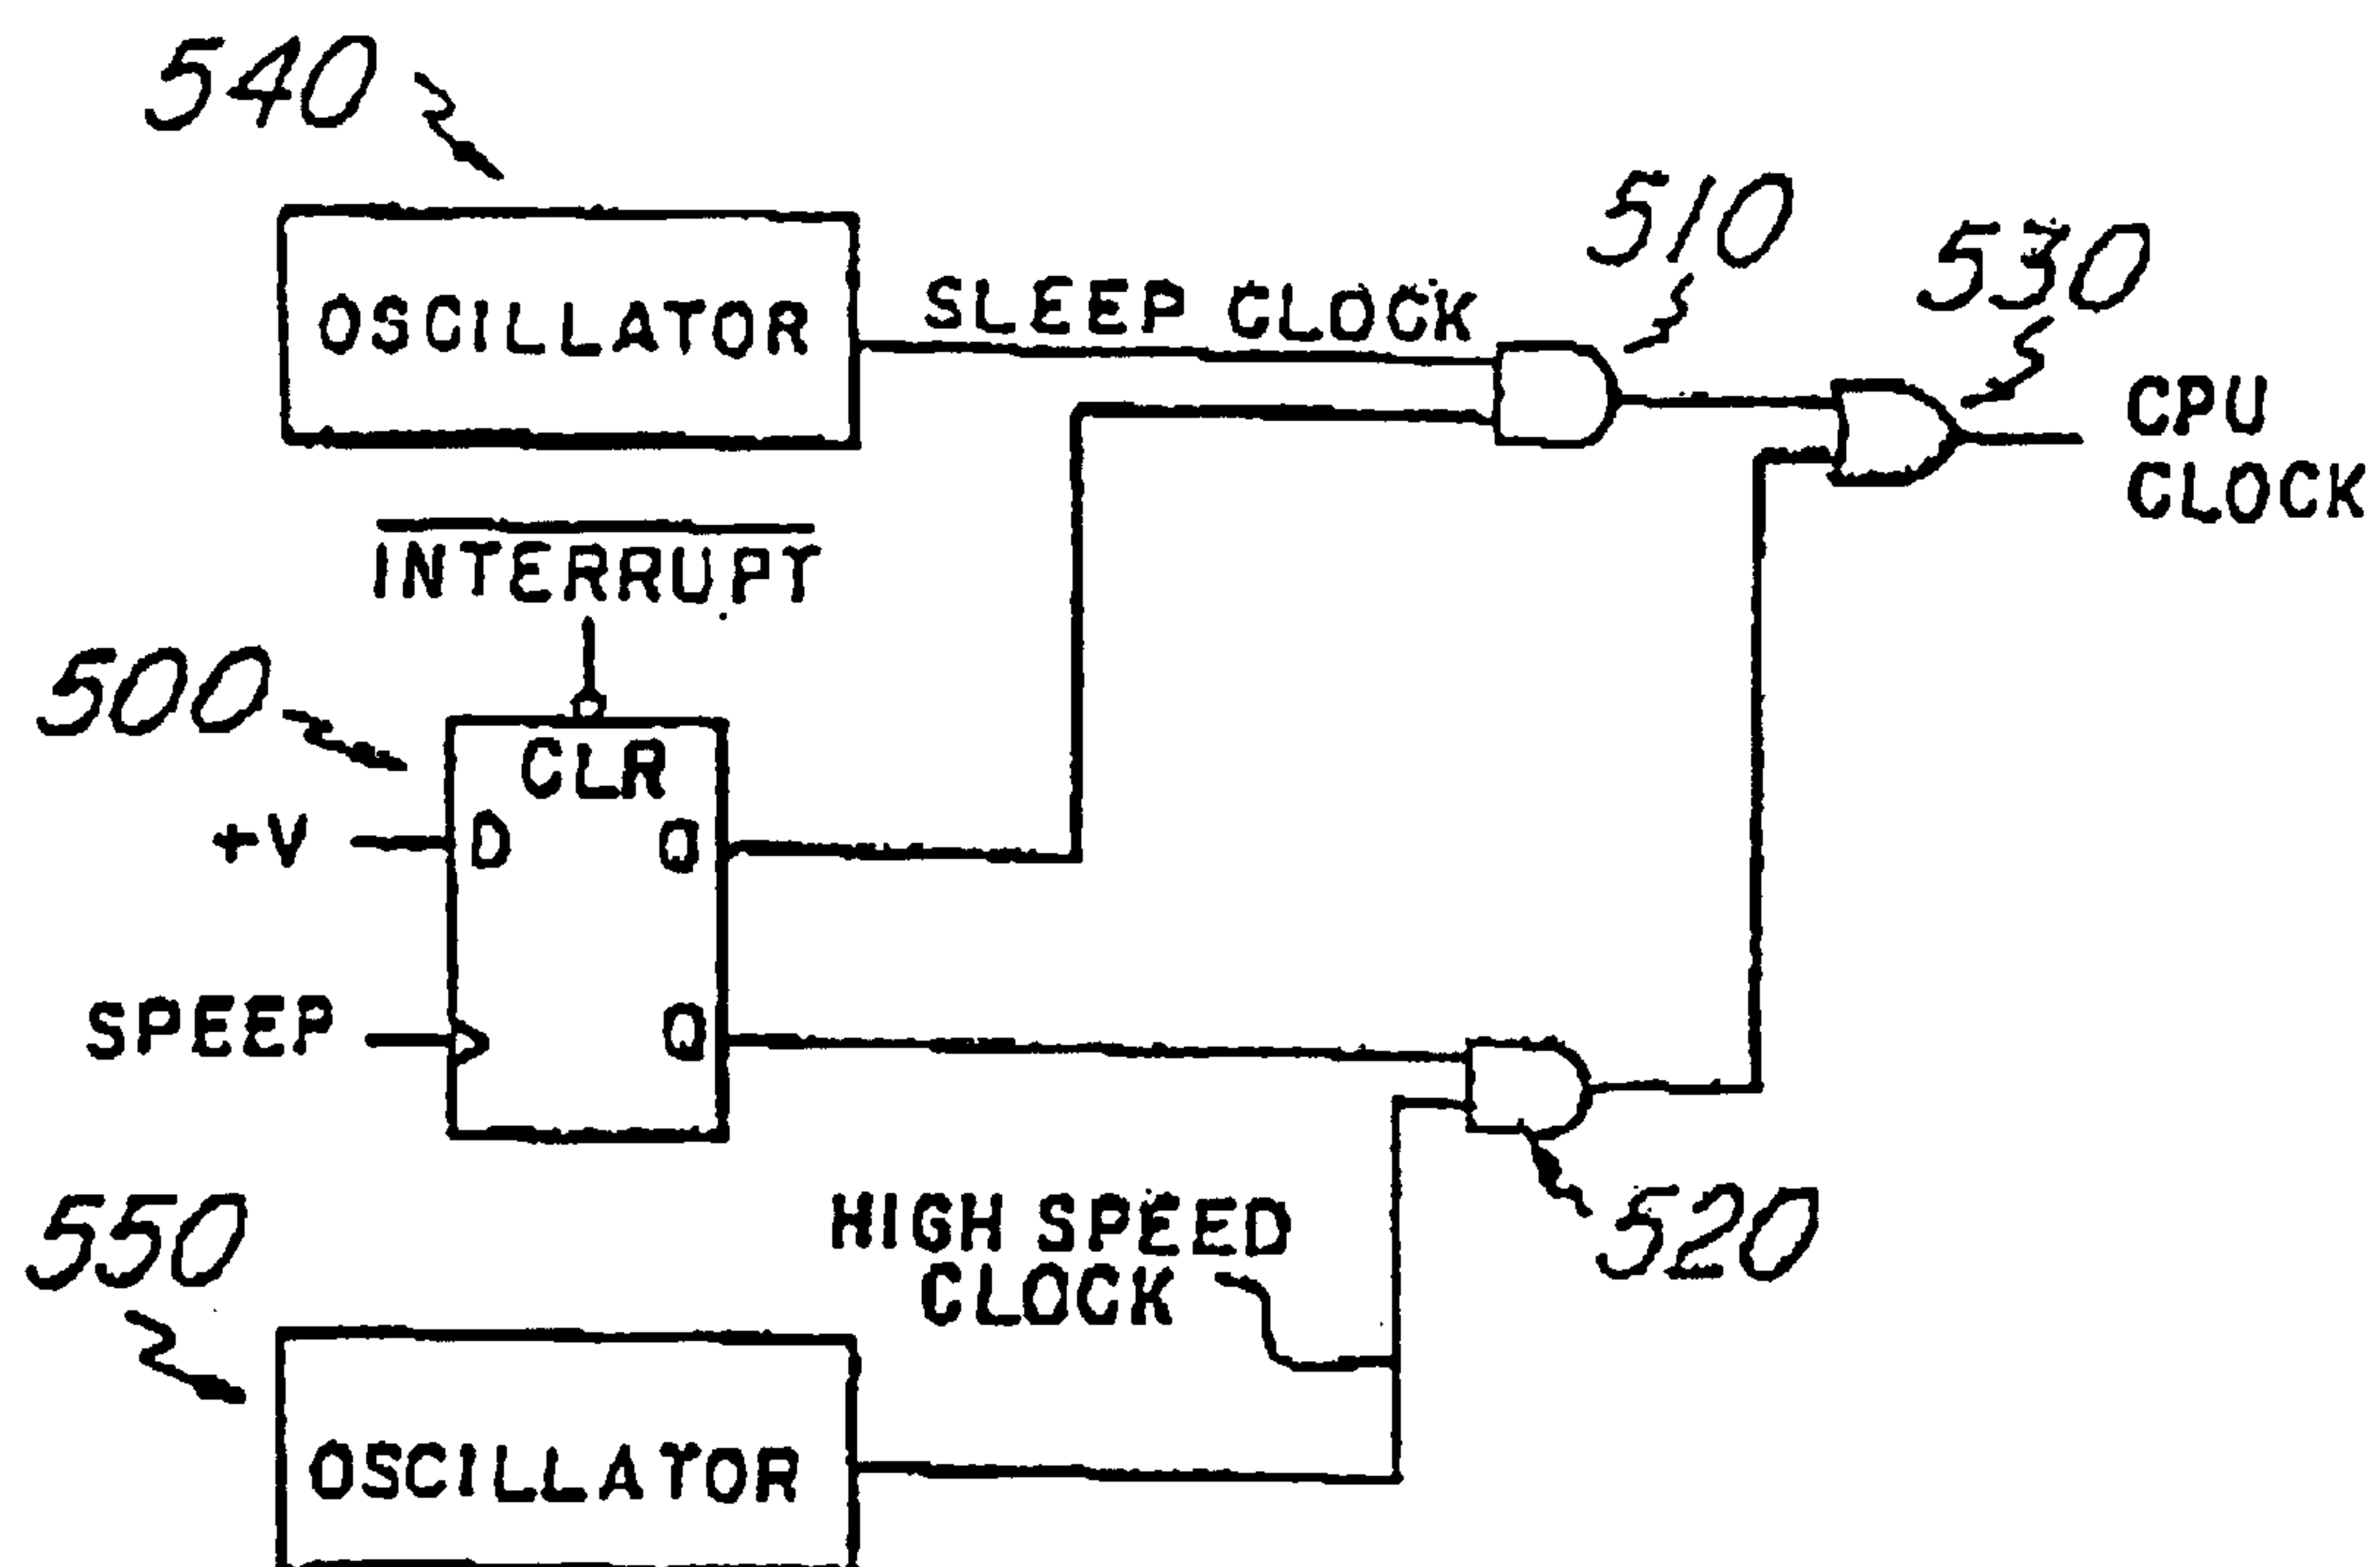 540
510
530
OSCILLATOR
SLEEP CLOCK
CPU
CLOCK
INTERRUPT
500
CLR
+V
D
Q
SPEEP
Q
550
HIGH SPEED
CLOCK
520
OSCILLATOR